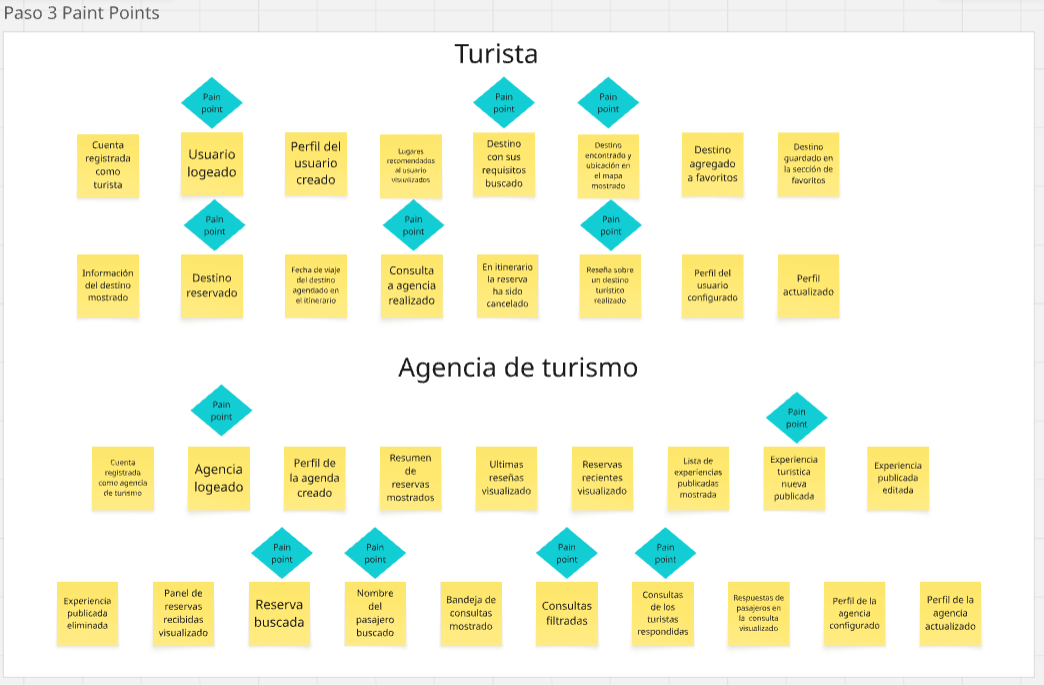 Paso 3 Paint Points
Turista
Pain
point
Pain
point
Pain
point
Cuenta
registrada
como
turista
Usuario
logeado
Perfil del
usuario
creado
Lugares
recomendados
al usuario
visualizados
Destino
con sus
requisitos
buscado
Destino
encontrado y
ubicación en
el mapa
mostrado
Destino
agregado
a favoritos
Destino
guardado en
la sección de
favoritos
Pain
point
Pain
point
Pain
point
Información
del destino
mostrado
Destino
reservado
Fecha de viaje
del destino
agendado en
el itinerario
Consulta
a agencia
realizado
En itinerario
la reserva
ha sido
cancelado
Reseña sobre
un destino
turístico
realizado
Perfil del
usuario
configurado
Perfil
actualizado
Agencia de turismo
Pain
point
Pain
point
Cuenta
registrada
como agencia
de turismo
Agencia
logeado
Perfil de
la agenda
creado
Resumen
de
reservas
mostrados
Ultimas
reseñas
visualizado
Reservas
recientes
visualizado
Lista de
experiencias
publicadas
mostrada
Experiencia
turistica
nueva
publicada
Experiencia
publicada
editada
Pain
point
Pain
point
Pain
point
Pain
point
Experiencia
publicada
eliminada
Panel de
reservas
recibidas
visualizado
Reserva
buscada
Nombre
del
pasajero
buscado
Bandeja de
consultas
mostrado
Consultas
filtradas
Consultas
de los
turistas
respondidas
Respuestas de
pasajeros en
la consulta
visualizado
Perfil de la
agencia
configurado
Perfil de la
agencia
actualizado